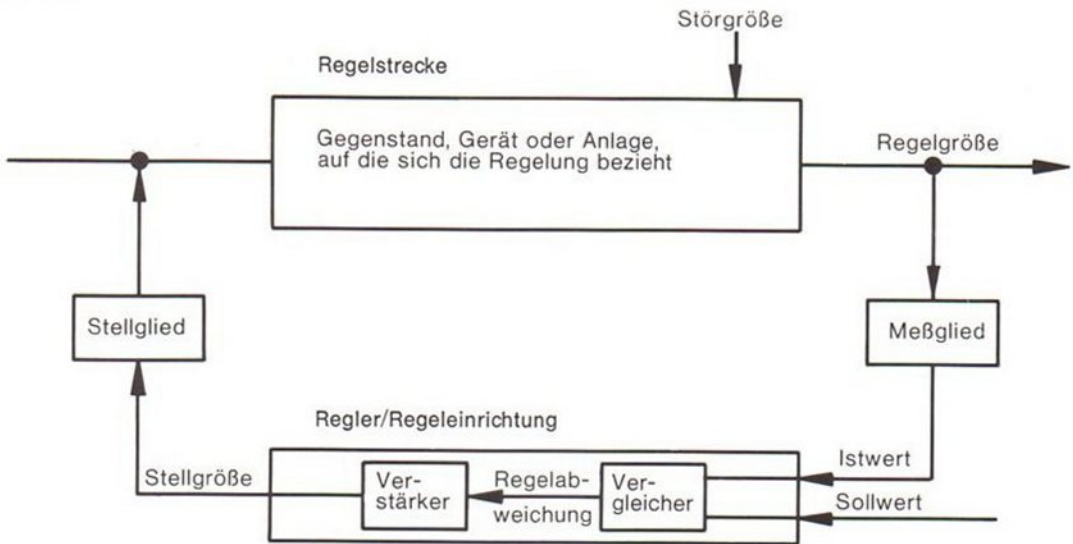 Störgröße
Regelstrecke
Gegenstand, Gerät oder Anlage,
auf die sich die Regelung bezieht
Regelgröße
Stellglied
Meßglied
Regler/Regeleinrichtung
Istwert
Stellgröße
Ver-
stärker
Regelab-
weichung
Ver-
gleicher
Sollwert